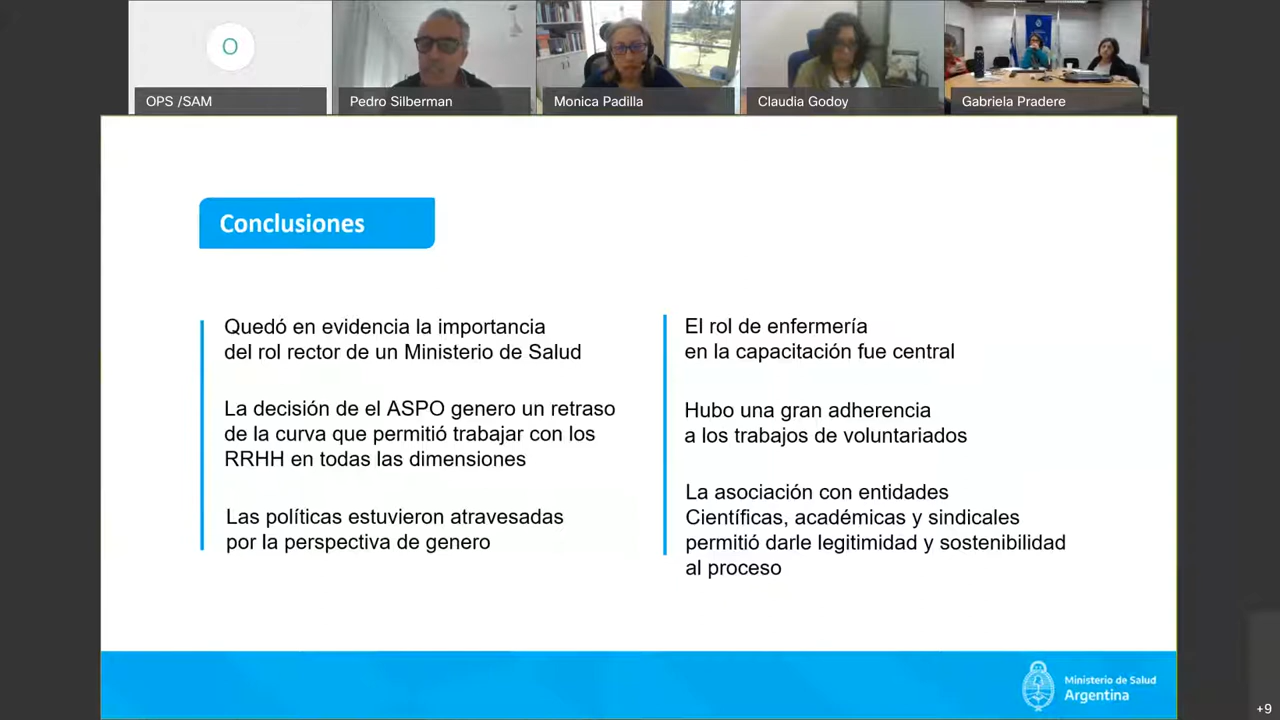 O
OPS /SAM
Pedro Silberman
Monica Padilla
Claudia Godoy
Gabriela Pradere
Conclusiones
Quedó en evidencia la importancia
del rol rector de un Ministerio de Salud
La decisión de el ASPO genero un retraso
de la curva que permitió trabajar con los
RRHH en todas las dimensiones
Las políticas estuvieron atravesadas
por la perspectiva de genero
El rol de enfermería
en la capacitación fue central
Hubo una gran adherencia
a los trabajos de voluntariados
La asociación con entidades
Científicas, académicas y sindicales
permitió darle legitimidad y sostenibilidad
al proceso
Ministerio de Salud
Argentina
+9